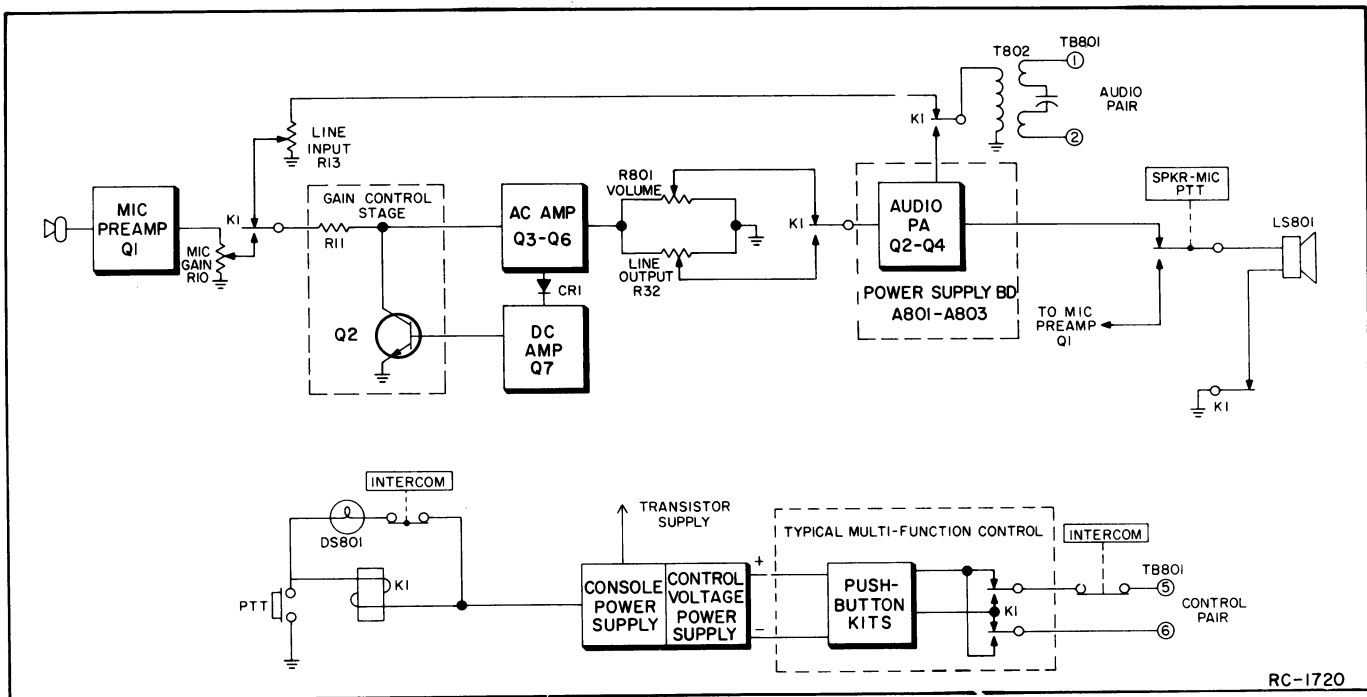 T802
TB801
1
AUDIO
PAIR
2
K1
LINE
INPUT
R13
MIC
PREAMP
Q1
K1
MIC
GAIN
R10
GAIN CONTROL
STAGE
R11
Q2
AC AMP
Q3-Q6
CR1
DC
AMP
Q7
R801
VOLUME
LINE
OUTPUT
R32
K1
AUDIO
PA
Q2-Q4
POWER SUPPLY BD
A801-A803
SPKR-MIC
PTT
LS801
TO MIC
PREAMP
Q1
K1
INTERCOM
DS801
PTT
K1
TRANSISTOR
SUPPLY
CONSOLE
POWER
SUPPLY
CONTROL
VOLTAGE
POWER
SUPPLY
+
-
TYPICAL MULTI-FUNCTION CONTROL
PUSH-
BUTTON
KITS
K1
INTERCOM
TB801
5
CONTROL
PAIR
6
RC-1720